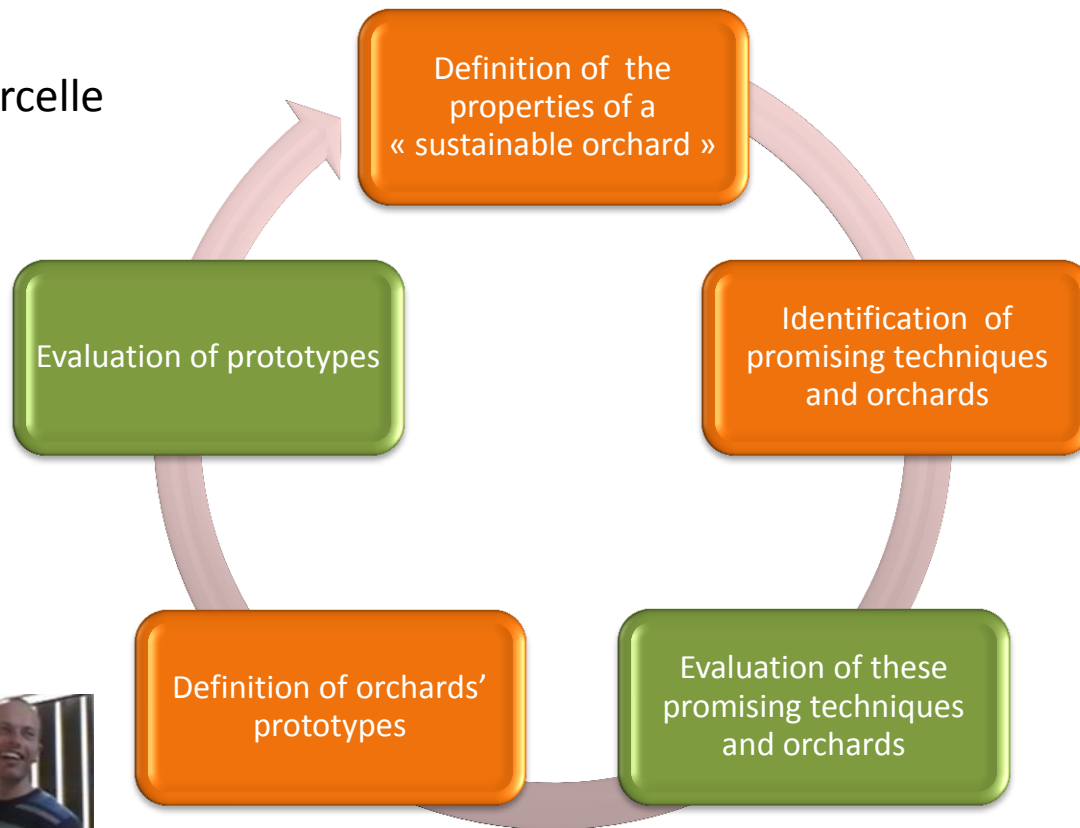 rcelle
Definition of the
properties of a
« sustainable orchard »
Identification of
promising techniques
and orchards
Evaluation of these
promising techniques
and orchards
Definition of orchards’
prototypes
Evaluation of prototypes